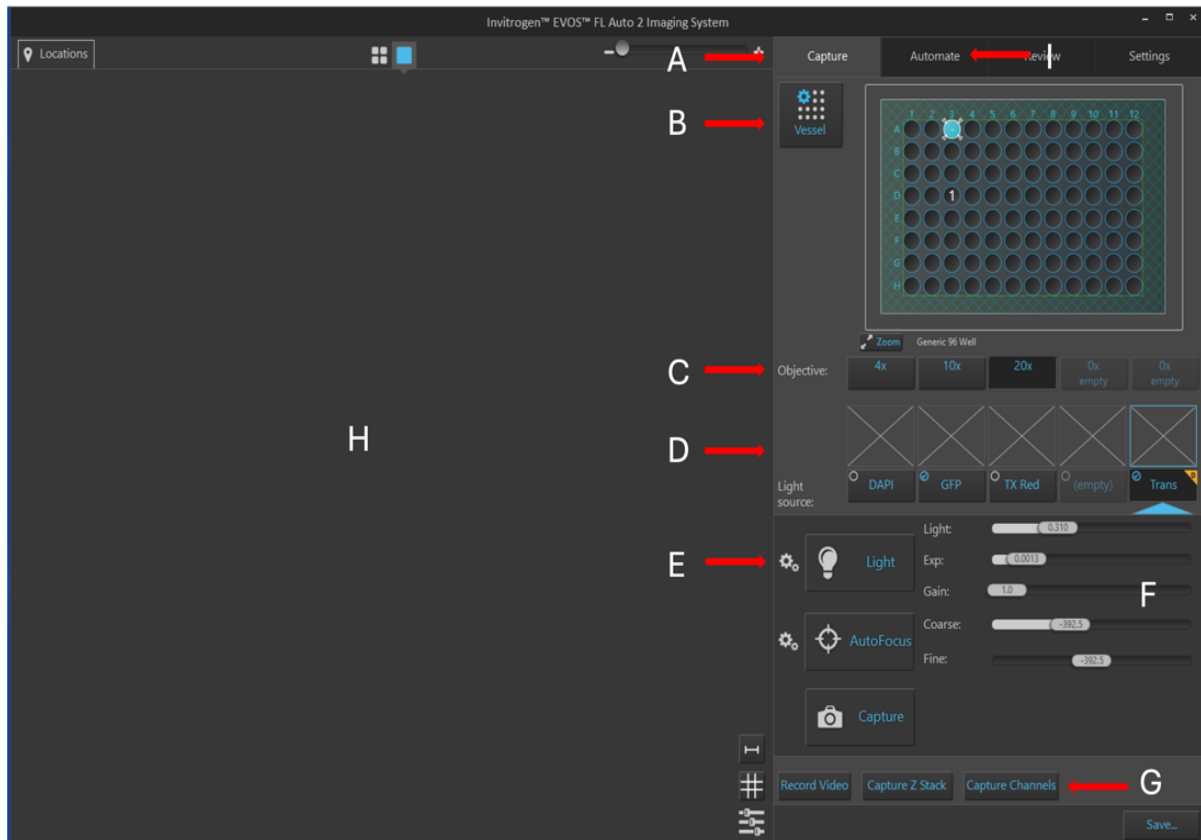 Invitrogen™ EVOS™ FL Auto 2 Imaging System
Locations
A
Capture
Automate
I
Review
Settings
B
Vessel
1 2 3 4 5 6 7 8 9 10 11 12
A
B
C
D
1
E
F
G
H
Zoom
Generic 96 Well
C
Objective:
4x
10x
20x
0x
empty
0x
empty
H
D
Light
source:
DAPI
GFP
TX Red
(empty)
Trans
B
E
Light
Light: 0.310
Exp: 0.0013
Gain: 1.0
F
AutoFocus
Coarse: -392.5
Fine: -392.5
Capture
Record Video
Capture Z Stack
Capture Channels
G
Save...